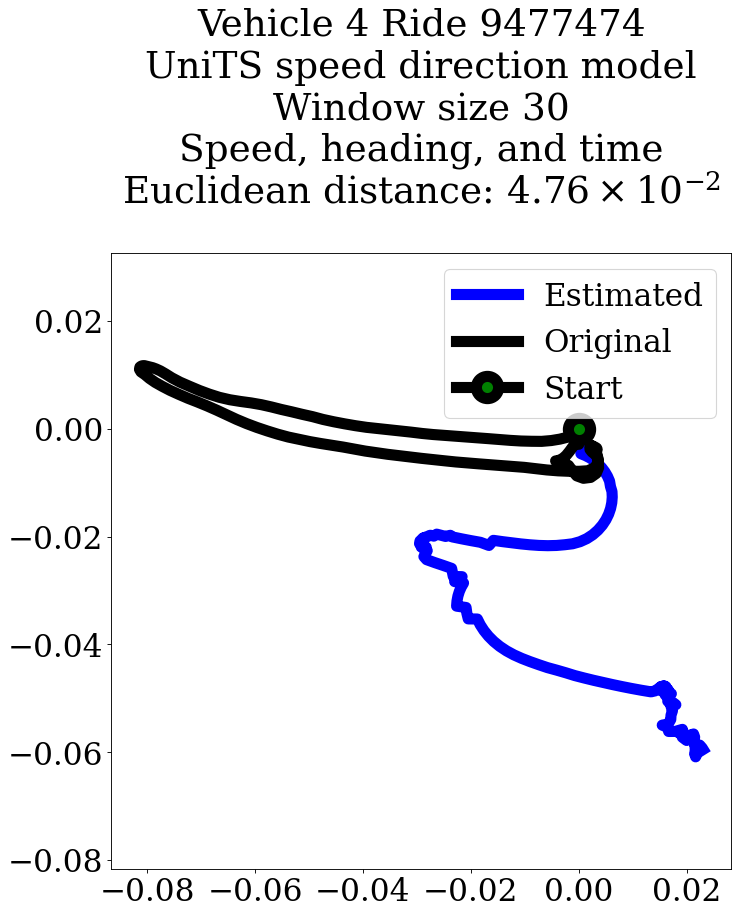 Vehicle 4 Ride 9477474
UniTS speed direction model
Window size 30
Speed, heading, and time
Euclidean distance: 4.76 × 10⁻²
Estimated
Original
Start
0.02
0.00
−0.02
−0.04
−0.06
−0.08
−0.08 −0.06 −0.04 −0.02 0.00 0.02